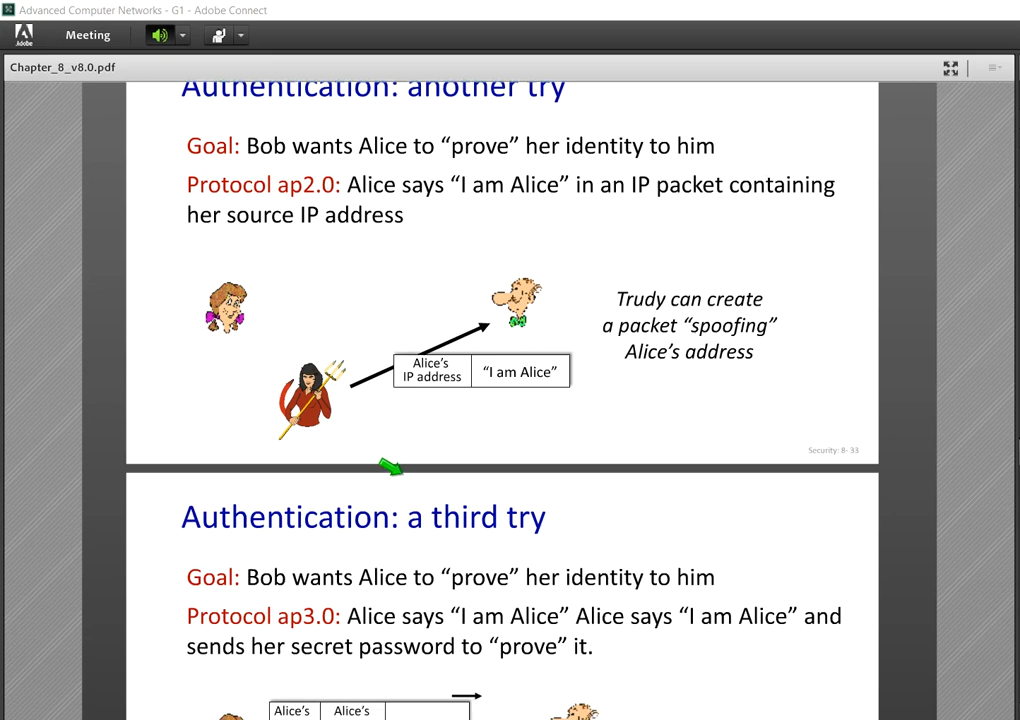 Advanced Computer Networks - G1 - Adobe Connect
Adobe
Meeting
Chapter_8_v8.0.pdf
Authentication: another try
Goal: Bob wants Alice to “prove” her identity to him
Protocol ap2.0: Alice says “I am Alice” in an IP packet containing
her source IP address
Trudy can create
a packet “spoofing”
Alice’s address
Alice’s
IP address
“I am Alice”
Security: 8- 33
Authentication: a third try
Goal: Bob wants Alice to “prove” her identity to him
Protocol ap3.0: Alice says “I am Alice” Alice says “I am Alice” and
sends her secret password to “prove” it.
Alice’s
Alice’s